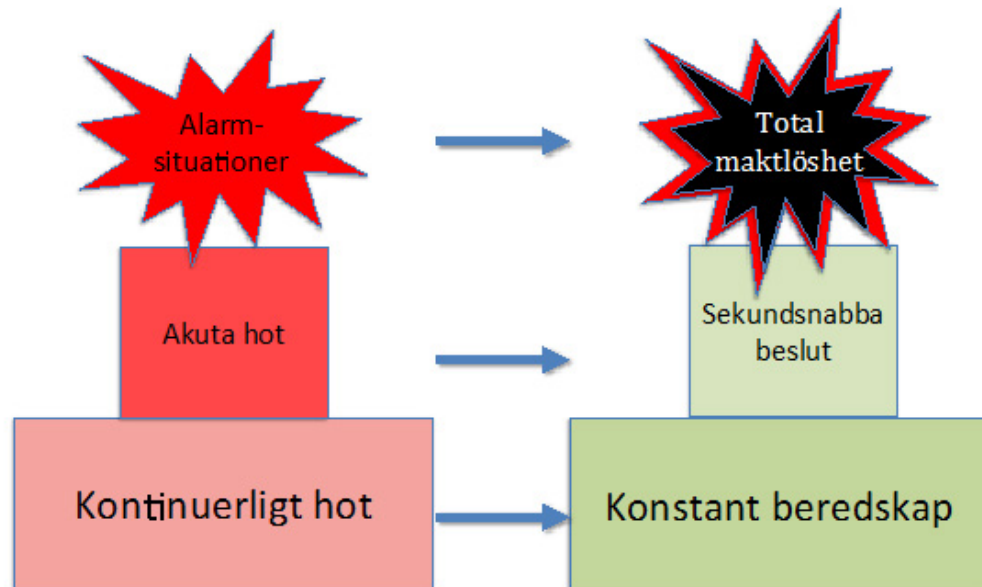 Alarm-
situationer
Total
maktlöshet
Akuta hot
Sekundsnabba
beslut
Kontinuerligt hot
Konstant beredskap